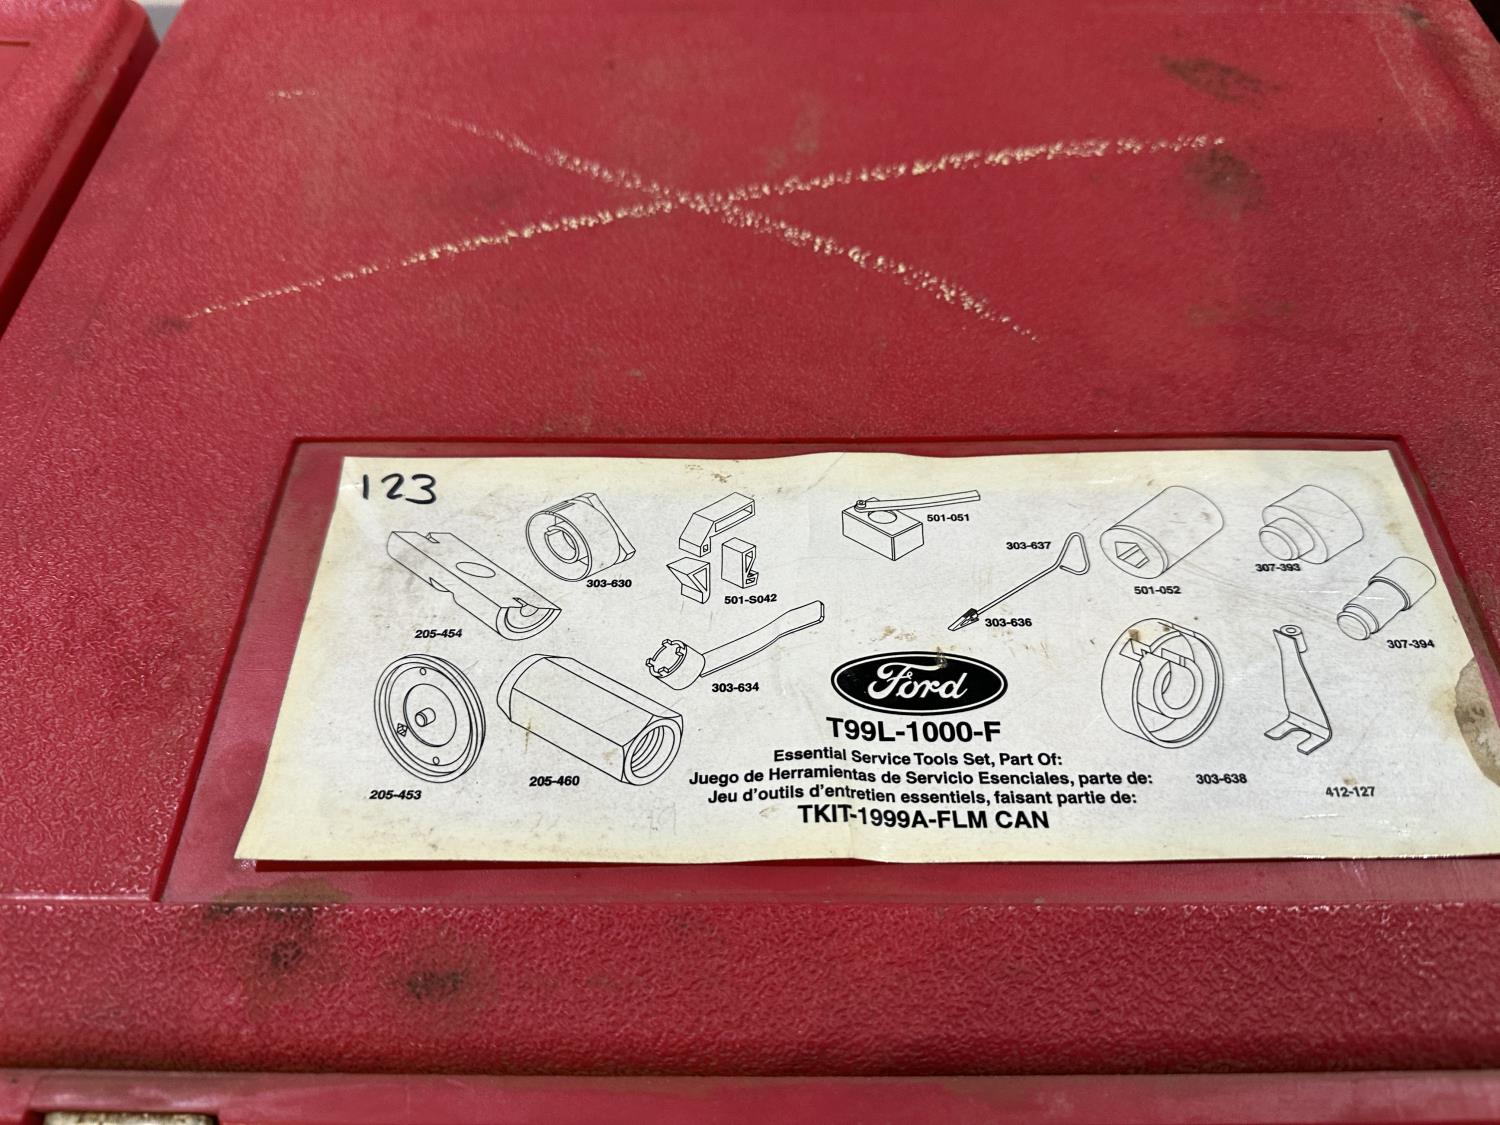 123
501-051
303-637
303-630
501-S042
501-052
307-393
205-454
303-636
307-394
303-634
Ford
T99L-1000-F
Essential Service Tools Set, Part Of:
Juego de Herramientas de Servicio Esenciales, parte de:
Jeu d'outils d'entretien essentiels, faisant partie de:
TKIT-1999A-FLM CAN
205-453
205-460
303-638
412-127